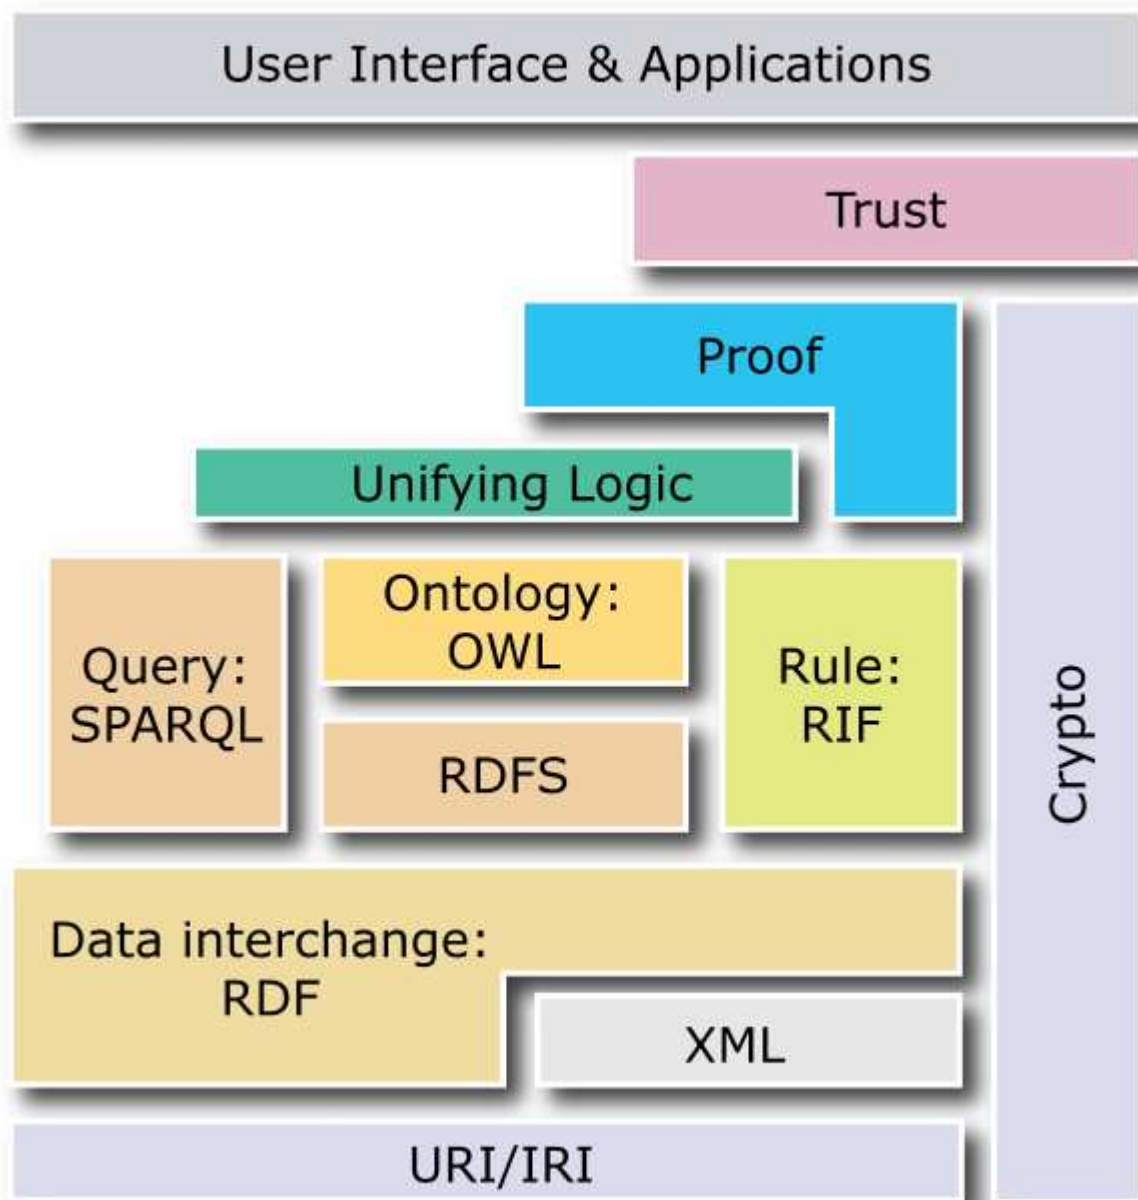 User Interface & Applications
Trust
Proof
Unifying Logic
Query:
SPARQL
Ontology:
OWL
RDFS
Rule:
RIF
Crypto
Data interchange:
RDF
XML
URI/IRI